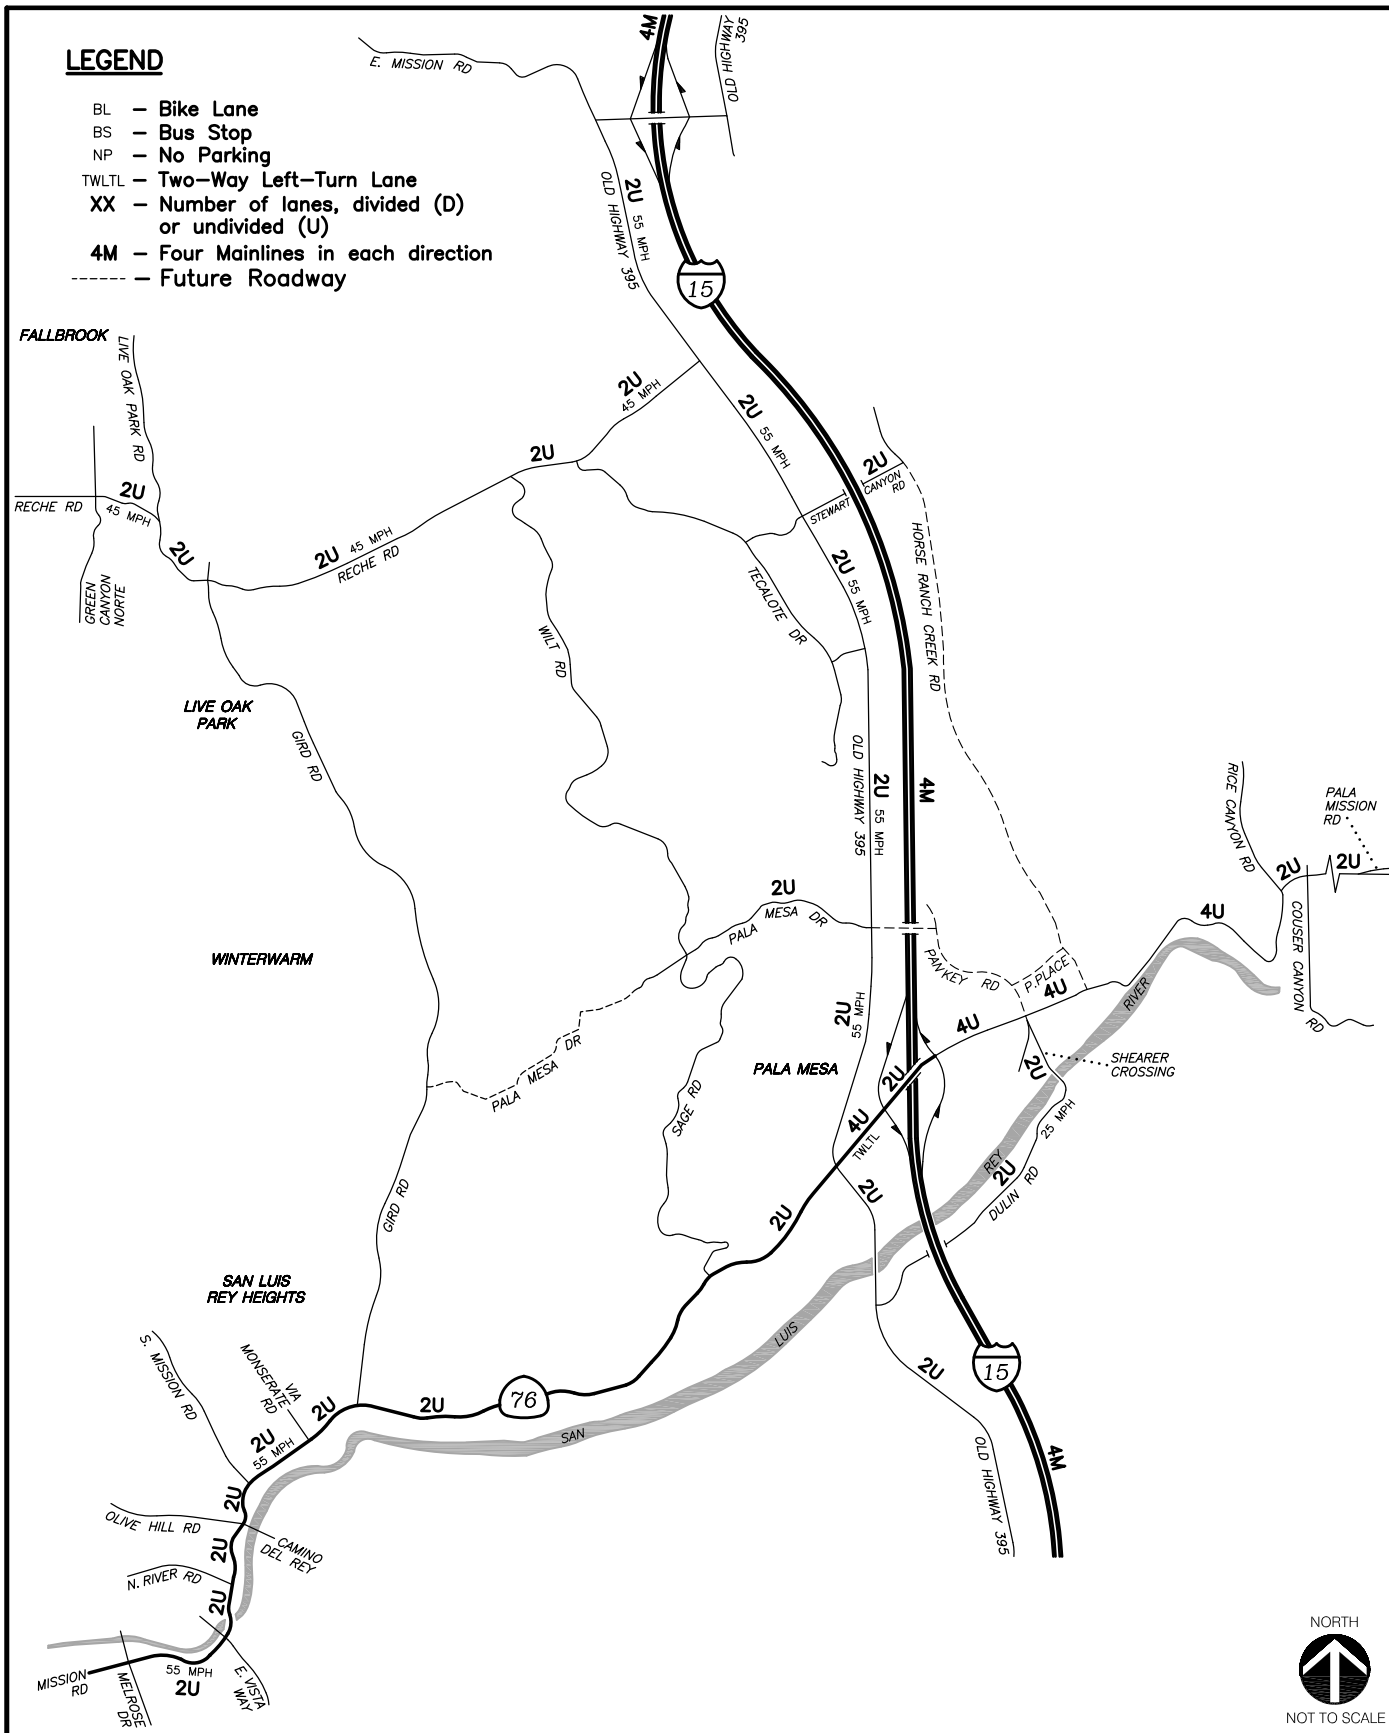 LEGEND
BL – Bike Lane
BS – Bus Stop
NP – No Parking
TWLTL – Two-Way Left-Turn Lane
XX – Number of lanes, divided (D)
or undivided (U)
4M – Four Mainlines in each direction
------ – Future Roadway
E. MISSION RD
4M
OLD HIGHWAY
395
OLD HIGHWAY 395
2U
55 MPH
15
FALLBROOK
LIVE OAK PARK RD
2U
45 MPH
2U
55 MPH
2U
2U
CANYON
RD
STEWART
RECHE RD
2U
45 MPH
2U
2U
45 MPH
RECHE RD
GREEN
CANYON
NORTE
HORSE RANCH CREEK RD
2U
55 MPH
TECALOTE DR
WILT RD
LIVE OAK
PARK
GIRD RD
OLD HIGHWAY 395
2U
55 MPH
4M
RICE CANYON RD
PALA
MISSION
RD
2U
2U
COUSER CANYON
RD
4U
2U
PALA MESA DR
WINTERWARM
PANKEY RD
P.PLACE
4U
4U
RIVER
2U
55 MPH
PALA MESA DR
PALA MESA
2U
2U
SHEARER
CROSSING
SAGE RD
4U
TWLTL
25 MPH
REY
2U
DULIN RD
2U
GIRD RD
2U
SAN LUIS
REY HEIGHTS
LUIS
S. MISSION RD
VIA
MONSERATE
RD
15
2U
2U
2U
76
2U
55 MPH
SAN
OLD HIGHWAY 395
4M
2U
OLIVE HILL RD
CAMINO
DEL REY
2U
N. RIVER RD
2U
MISSION
RD
55 MPH
2U
MELROSE
DR
E. VISTA
WAY
NORTH
NOT TO SCALE